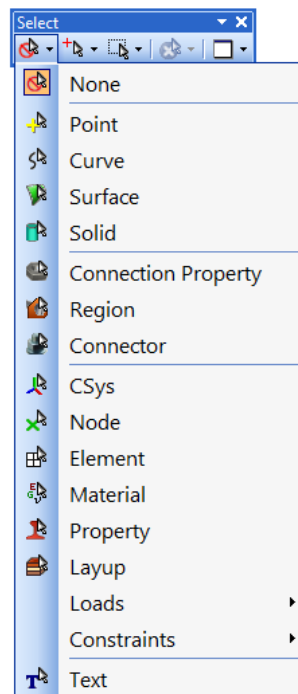 Select
None
Point
Curve
Surface
Solid
Connection Property
Region
Connector
CSys
Node
Element
Material
Property
Layup
Loads
Constraints
Text